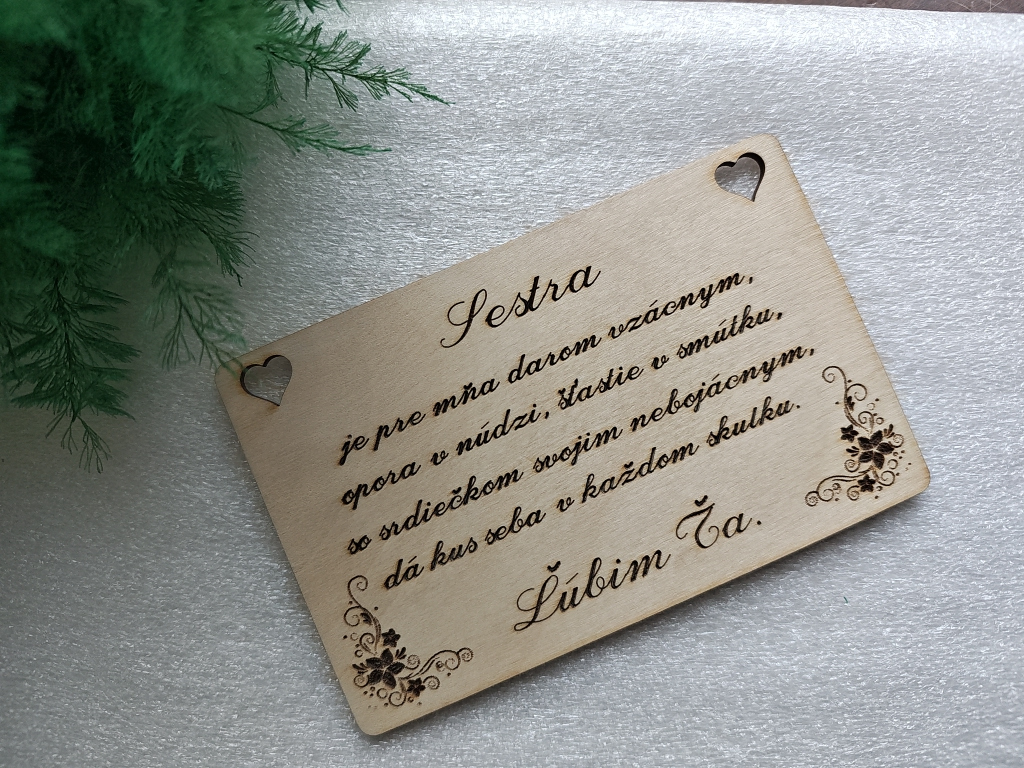 Sestra
je pre mňa darom vzácnym,
opora v núdzi, šťastie v smútku,
so srdiečkom svojim nebojácnym,
dá kus seba v každom skutku.
Ľúbim Ťa.